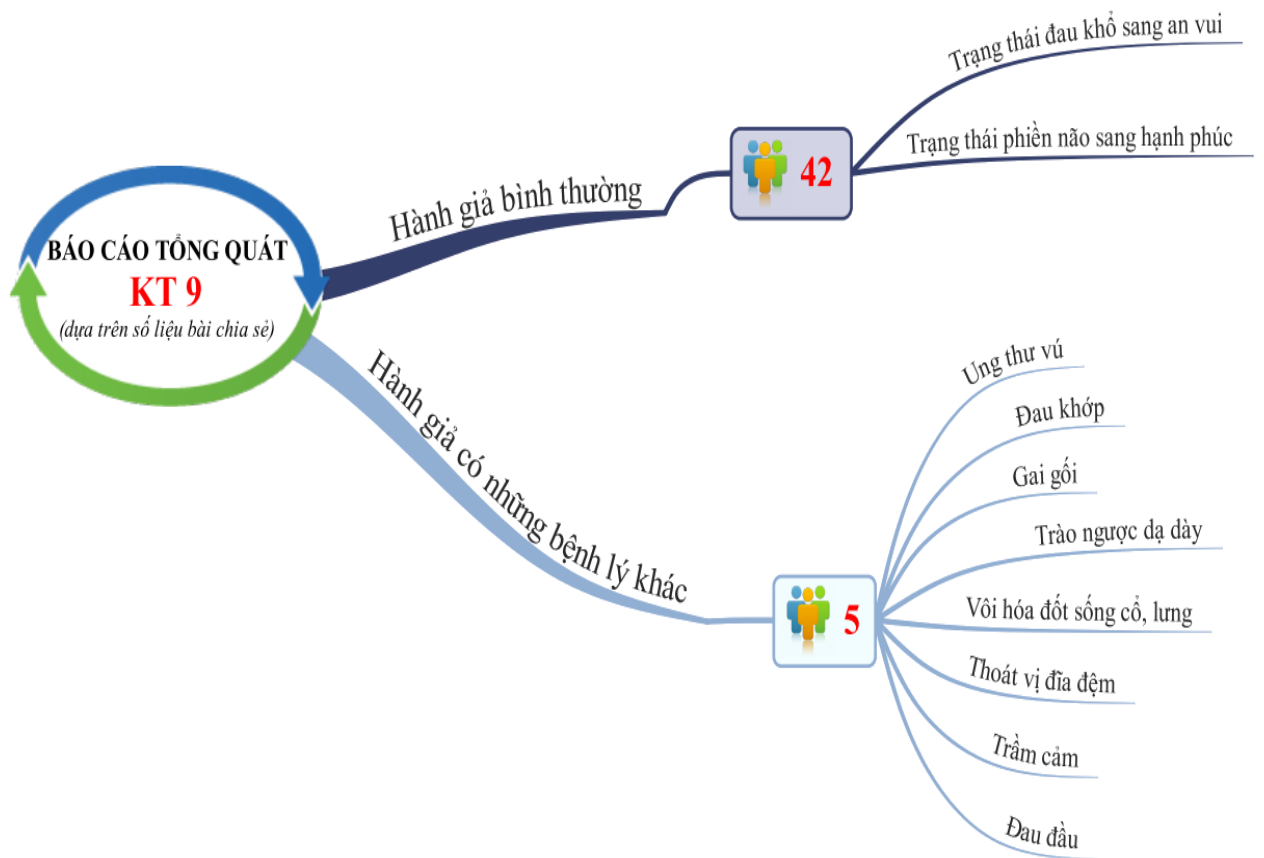 BÁO CÁO TỔNG QUÁT
KT 9
(dựa trên số liệu bài chia sẻ)
Hành giả bình thường
42
Trạng thái đau khổ sang an vui
Trạng thái phiền não sang hạnh phúc
Hành giả có những bệnh lý khác
5
Ung thư vú
Đau khớp
Gai gối
Trào ngược dạ dày
Vôi hóa đốt sống cổ, lưng
Thoát vị đĩa đệm
Trầm cảm
Đau đầu